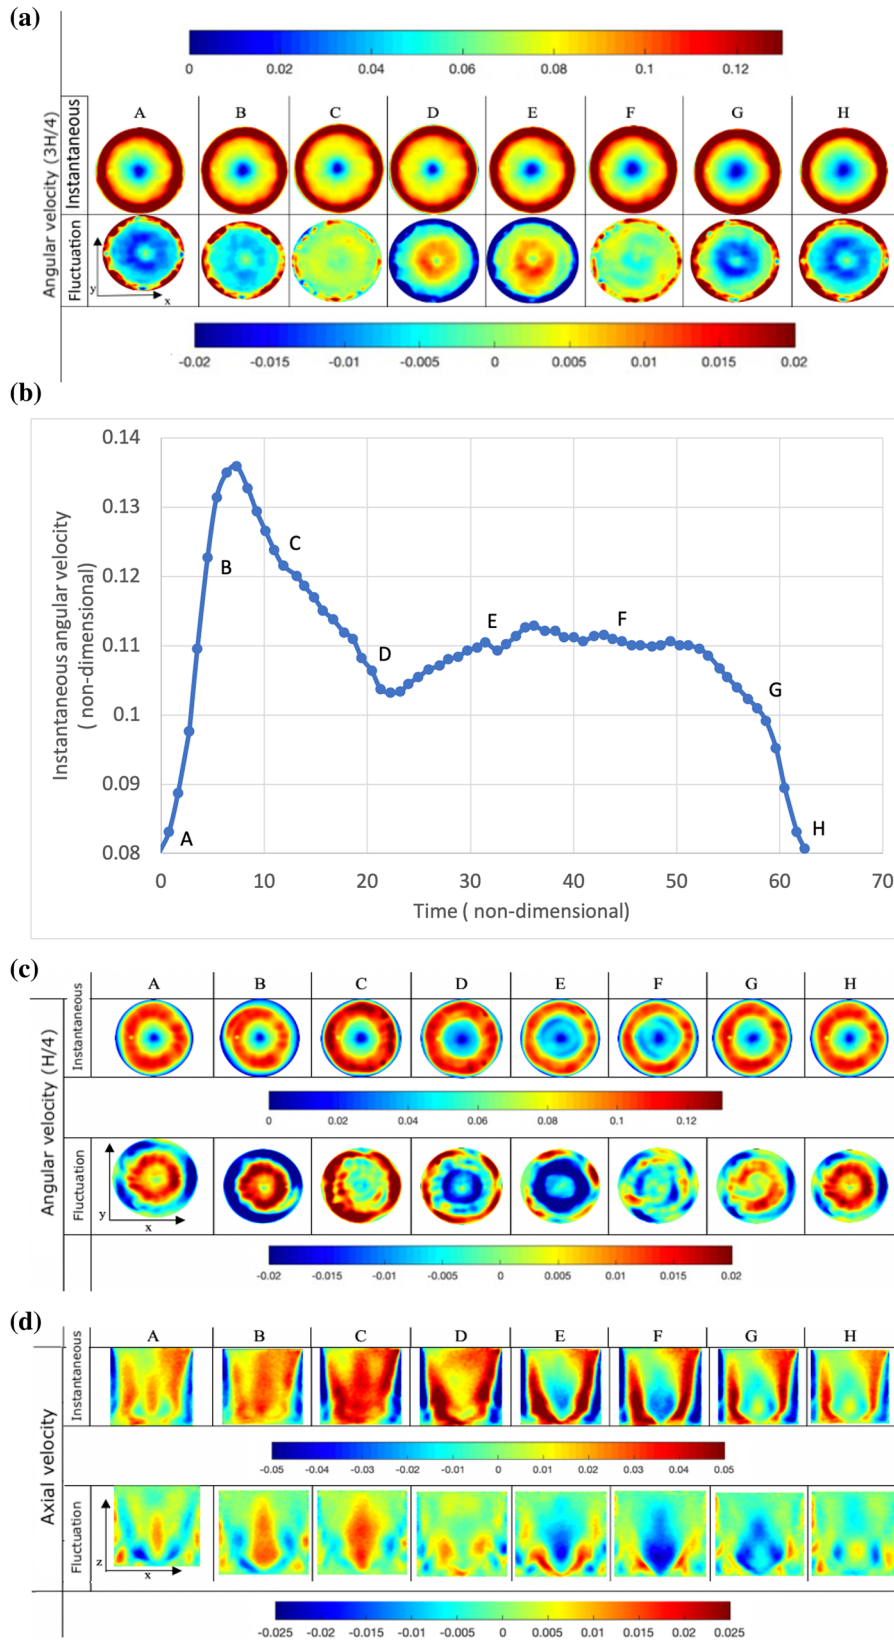 (a)
0 0.02 0.04 0.06 0.08 0.1 0.12
Angular velocity (3H/4)
Instantaneous
A B C D E F G H
Fluctuation
y
x
-0.02 -0.015 -0.01 -0.005 0 0.005 0.01 0.015 0.02
(b)
Instantaneous angular velocity
( non-dimensional)
0.14
0.13
0.12
0.11
0.1
0.09
0.08
A
B
C
D
E
F
G
H
0 10 20 30 40 50 60 70
Time ( non-dimensional)
(c)
Angular velocity (H/4)
Instantaneous
A B C D E F G H
0 0.02 0.04 0.06 0.08 0.1 0.12
Fluctuation
y
x
-0.02 -0.015 -0.01 -0.005 0 0.005 0.01 0.015 0.02
(d)
Axial velocity
Instantaneous
A B C D E F G H
-0.05 -0.04 -0.03 -0.02 -0.01 0 0.01 0.02 0.03 0.04 0.05
Fluctuation
z
x
-0.025 -0.02 -0.015 -0.01 -0.005 0 0.005 0.01 0.015 0.02 0.025